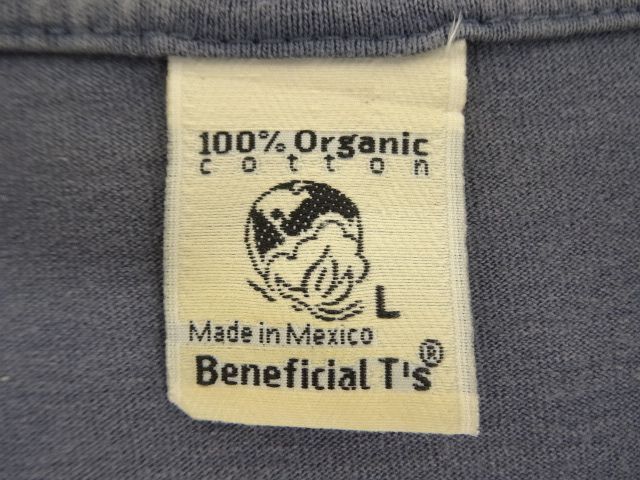 100% Organic
cotton
L
Made in Mexico
Beneficial T's®